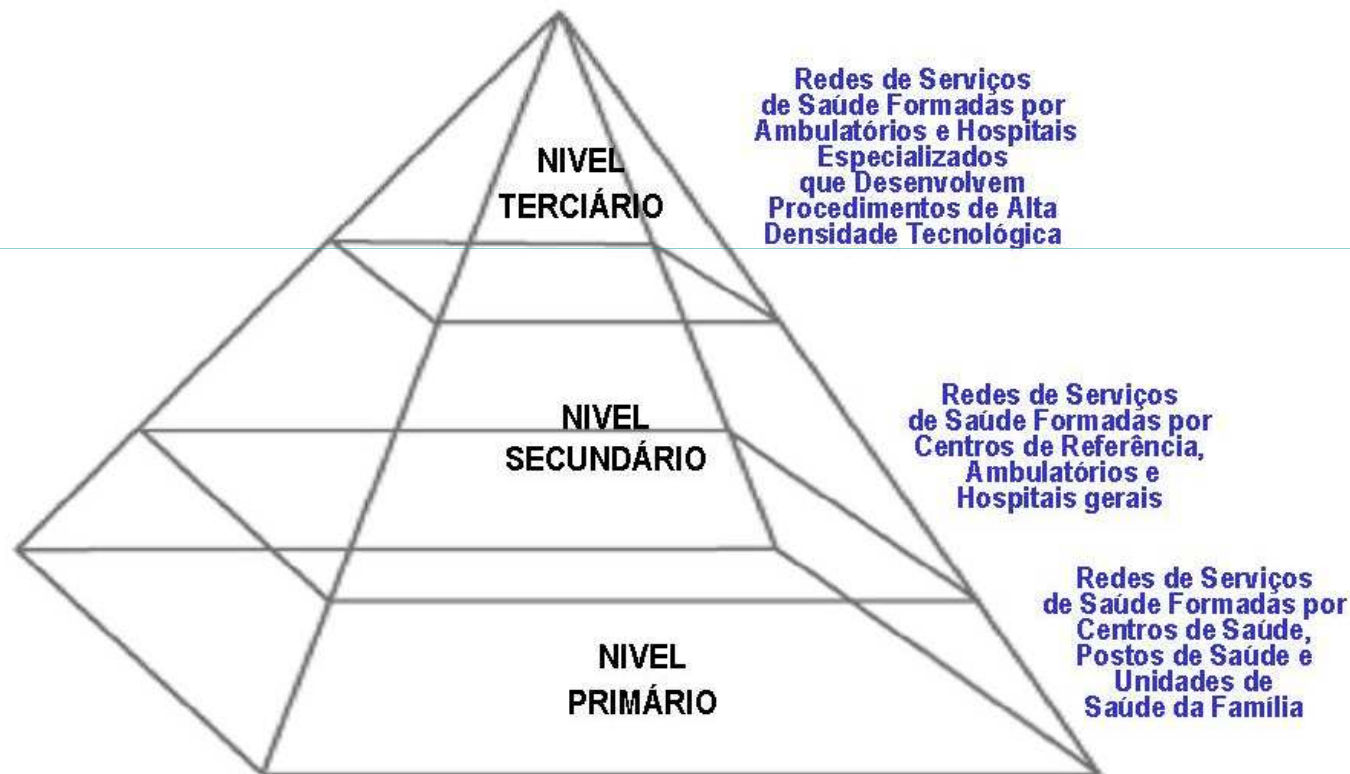 Redes de Serviços
de Saúde Formadas por
Ambulatórios e Hospitais
Especializados
que Desenvolvem
Procedimentos de Alta
Densidade Tecnológica
NIVEL
TERCIÁRIO
Redes de Serviços
de Saúde Formadas por
Centros de Referência,
Ambulatórios e
Hospitais gerais
NIVEL
SECUNDÁRIO
Redes de Serviços
de Saúde Formadas por
Centros de Saúde,
Postos de Saúde e
Unidades de
Saúde da Família
NIVEL
PRIMÁRIO